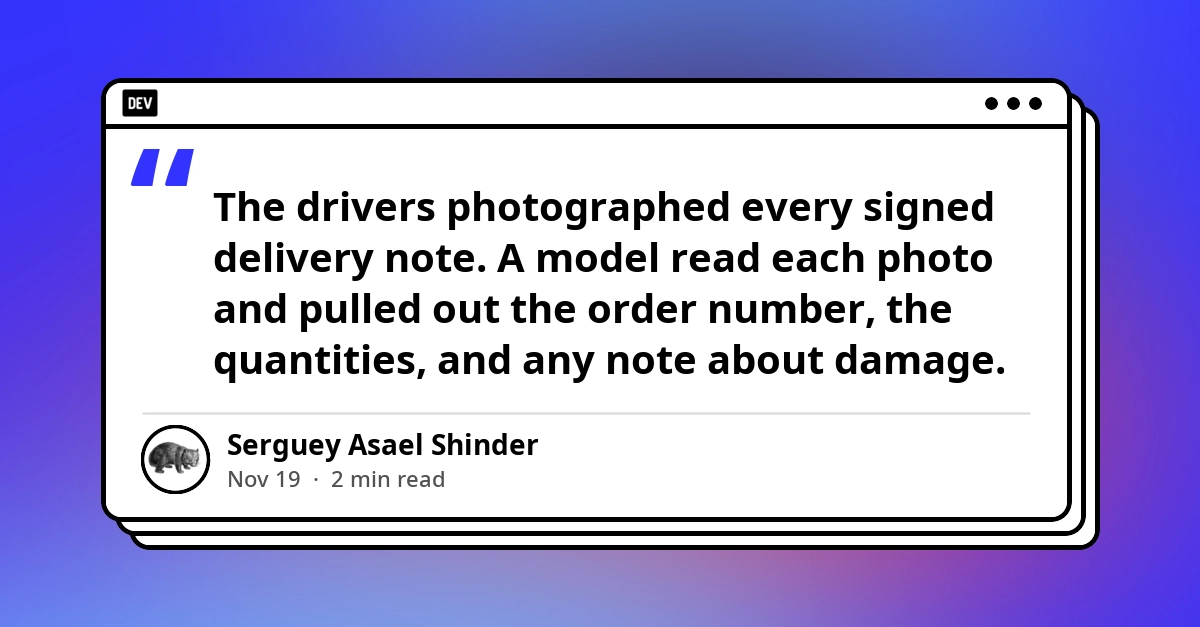 DEV
“
The drivers photographed every signed
delivery note. A model read each photo
and pulled out the order number, the
quantities, and any note about damage.
Serguey Asael Shinder
Nov 19 · 2 min read